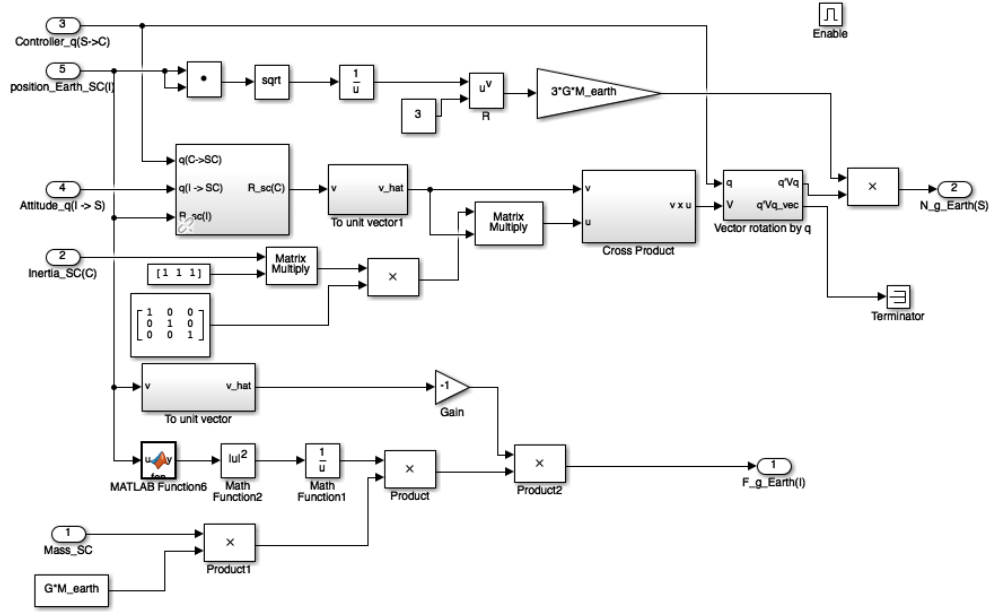 3
Controller_q(S->C)
Enable
5
position_Earth_SC(I)
sqrt
1
u
3
u^v
R
3*G*M_earth
q(C->SC)
q(I -> SC)
R_sc(I)
R_sc(C)
4
Attitude_q(I -> S)
v
v_hat
To unit vector1
Matrix
Multiply
v
u
v x u
Cross Product
q
V
q'Vq
q'Vq_vec
Vector rotation by q
×
2
N_g_Earth(S)
2
Inertia_SC(C)
[1 1 1]
Matrix
Multiply
×
1 0 0
0 1 0
0 0 1
Terminator
v
v_hat
To unit vector
-1
Gain
u
y
fcn
MATLAB Function6
|u|^2
Math
Function2
1
u
Math
Function1
×
Product
×
Product2
1
F_g_Earth(I)
1
Mass_SC
×
Product1
G*M_earth